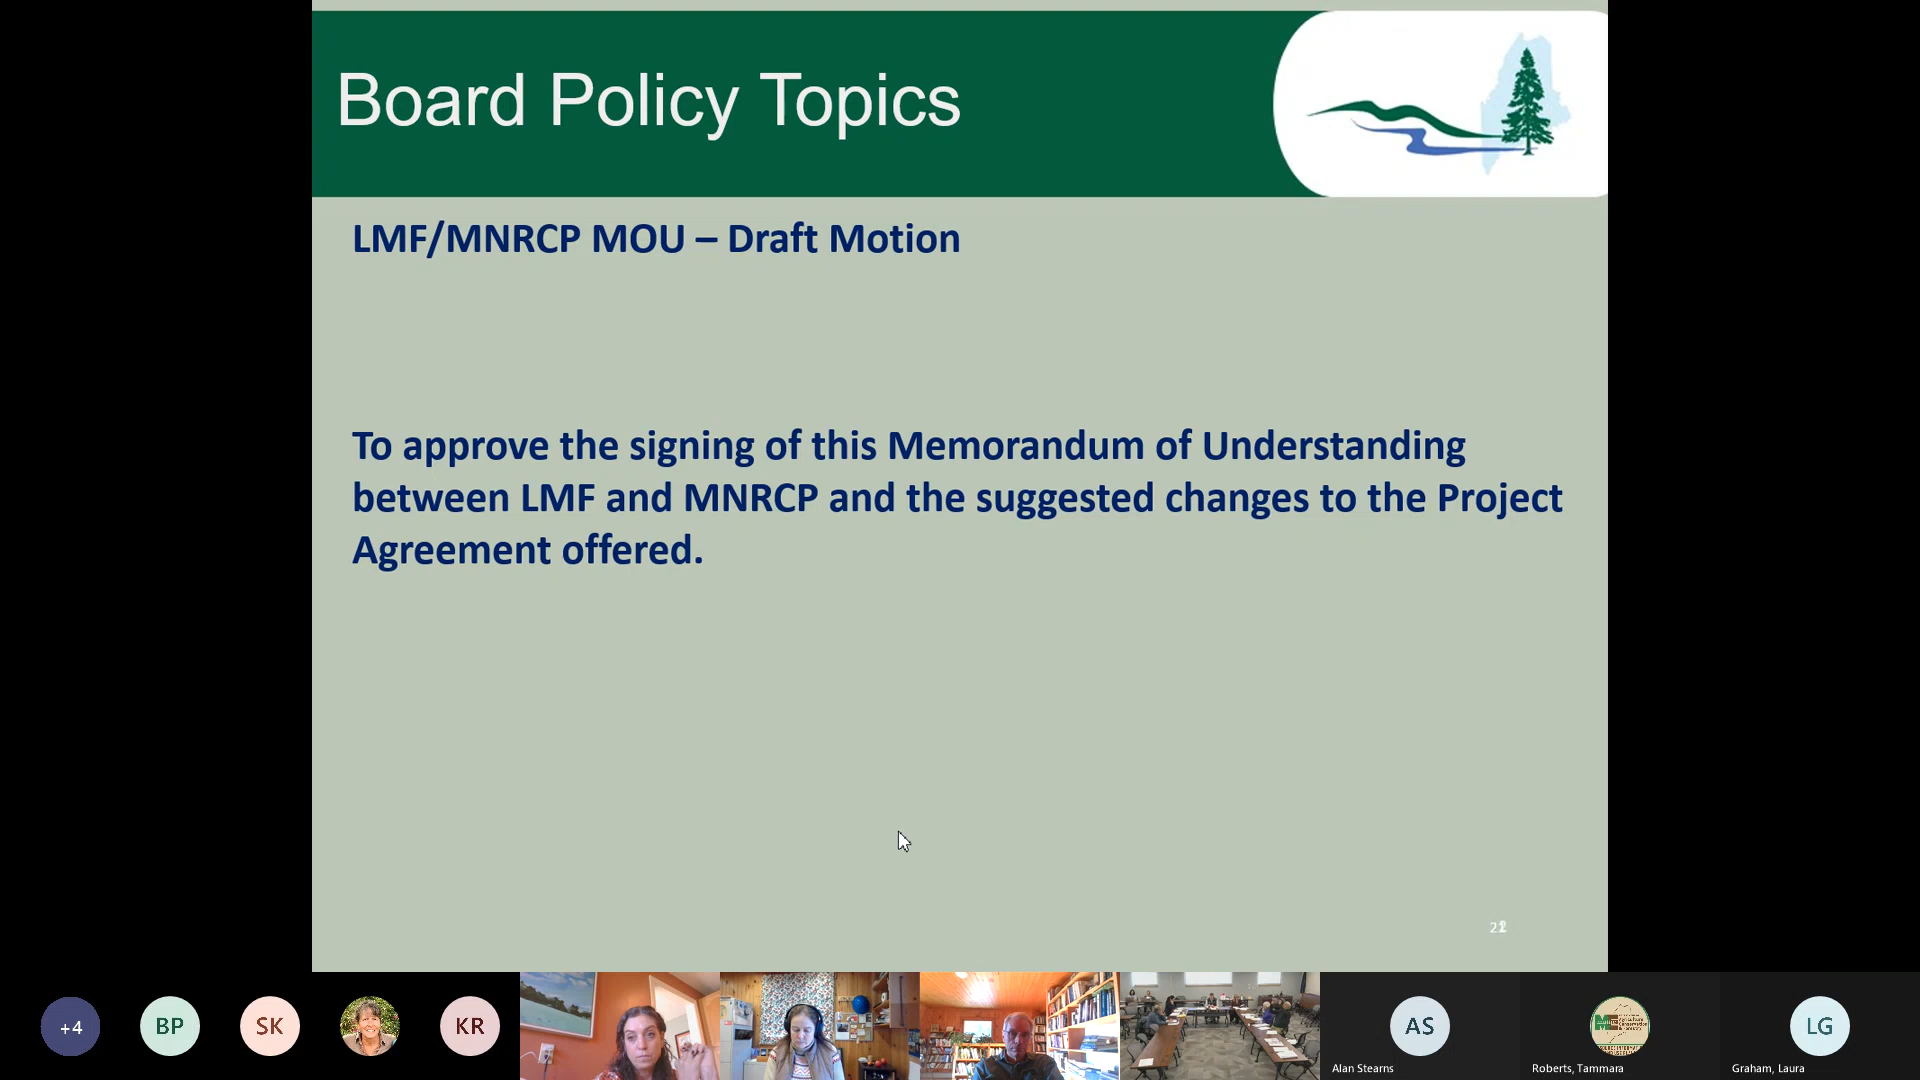 Board Policy Topics
LMF/MNRCP MOU – Draft Motion
To approve the signing of this Memorandum of Understanding
between LMF and MNRCP and the suggested changes to the Project
Agreement offered.
+4
BP
SK
KR
AS
LG
Alan Stearns
Roberts, Tammara
Graham, Laura